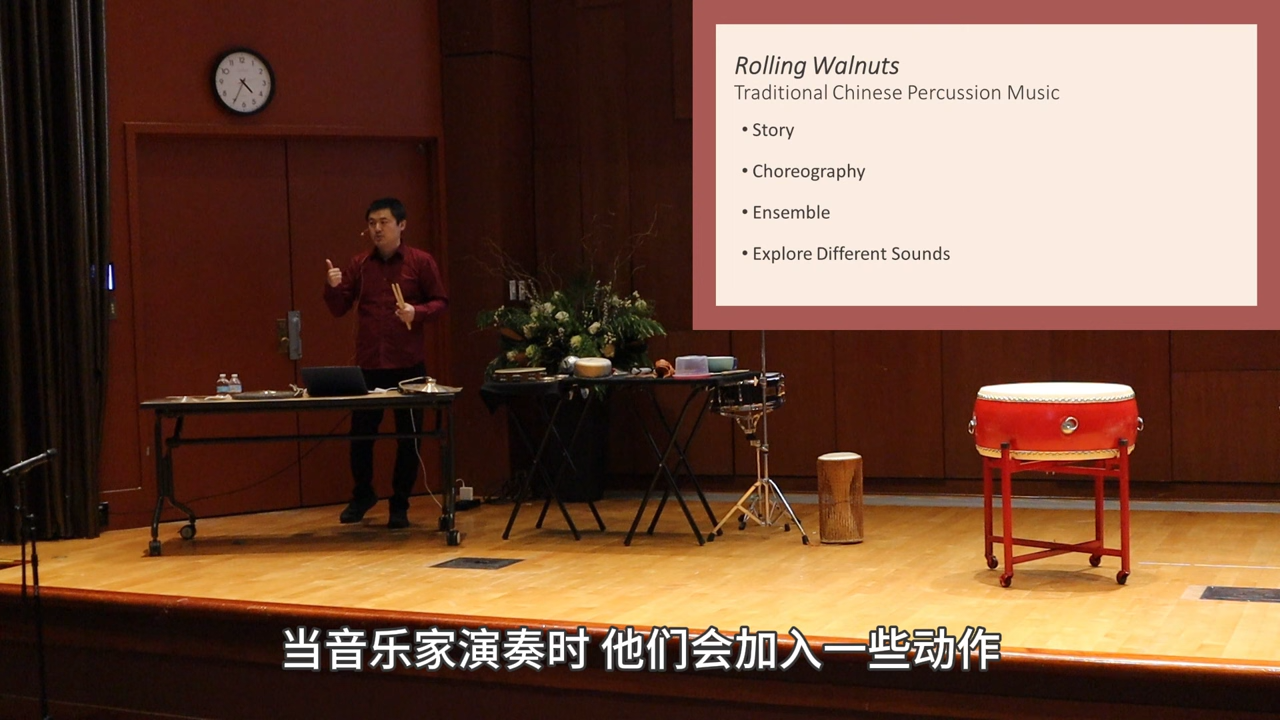 Rolling Walnuts
Traditional Chinese Percussion Music
• Story
• Choreography
• Ensemble
• Explore Different Sounds
当音乐家演奏时 他们会加入一些动作